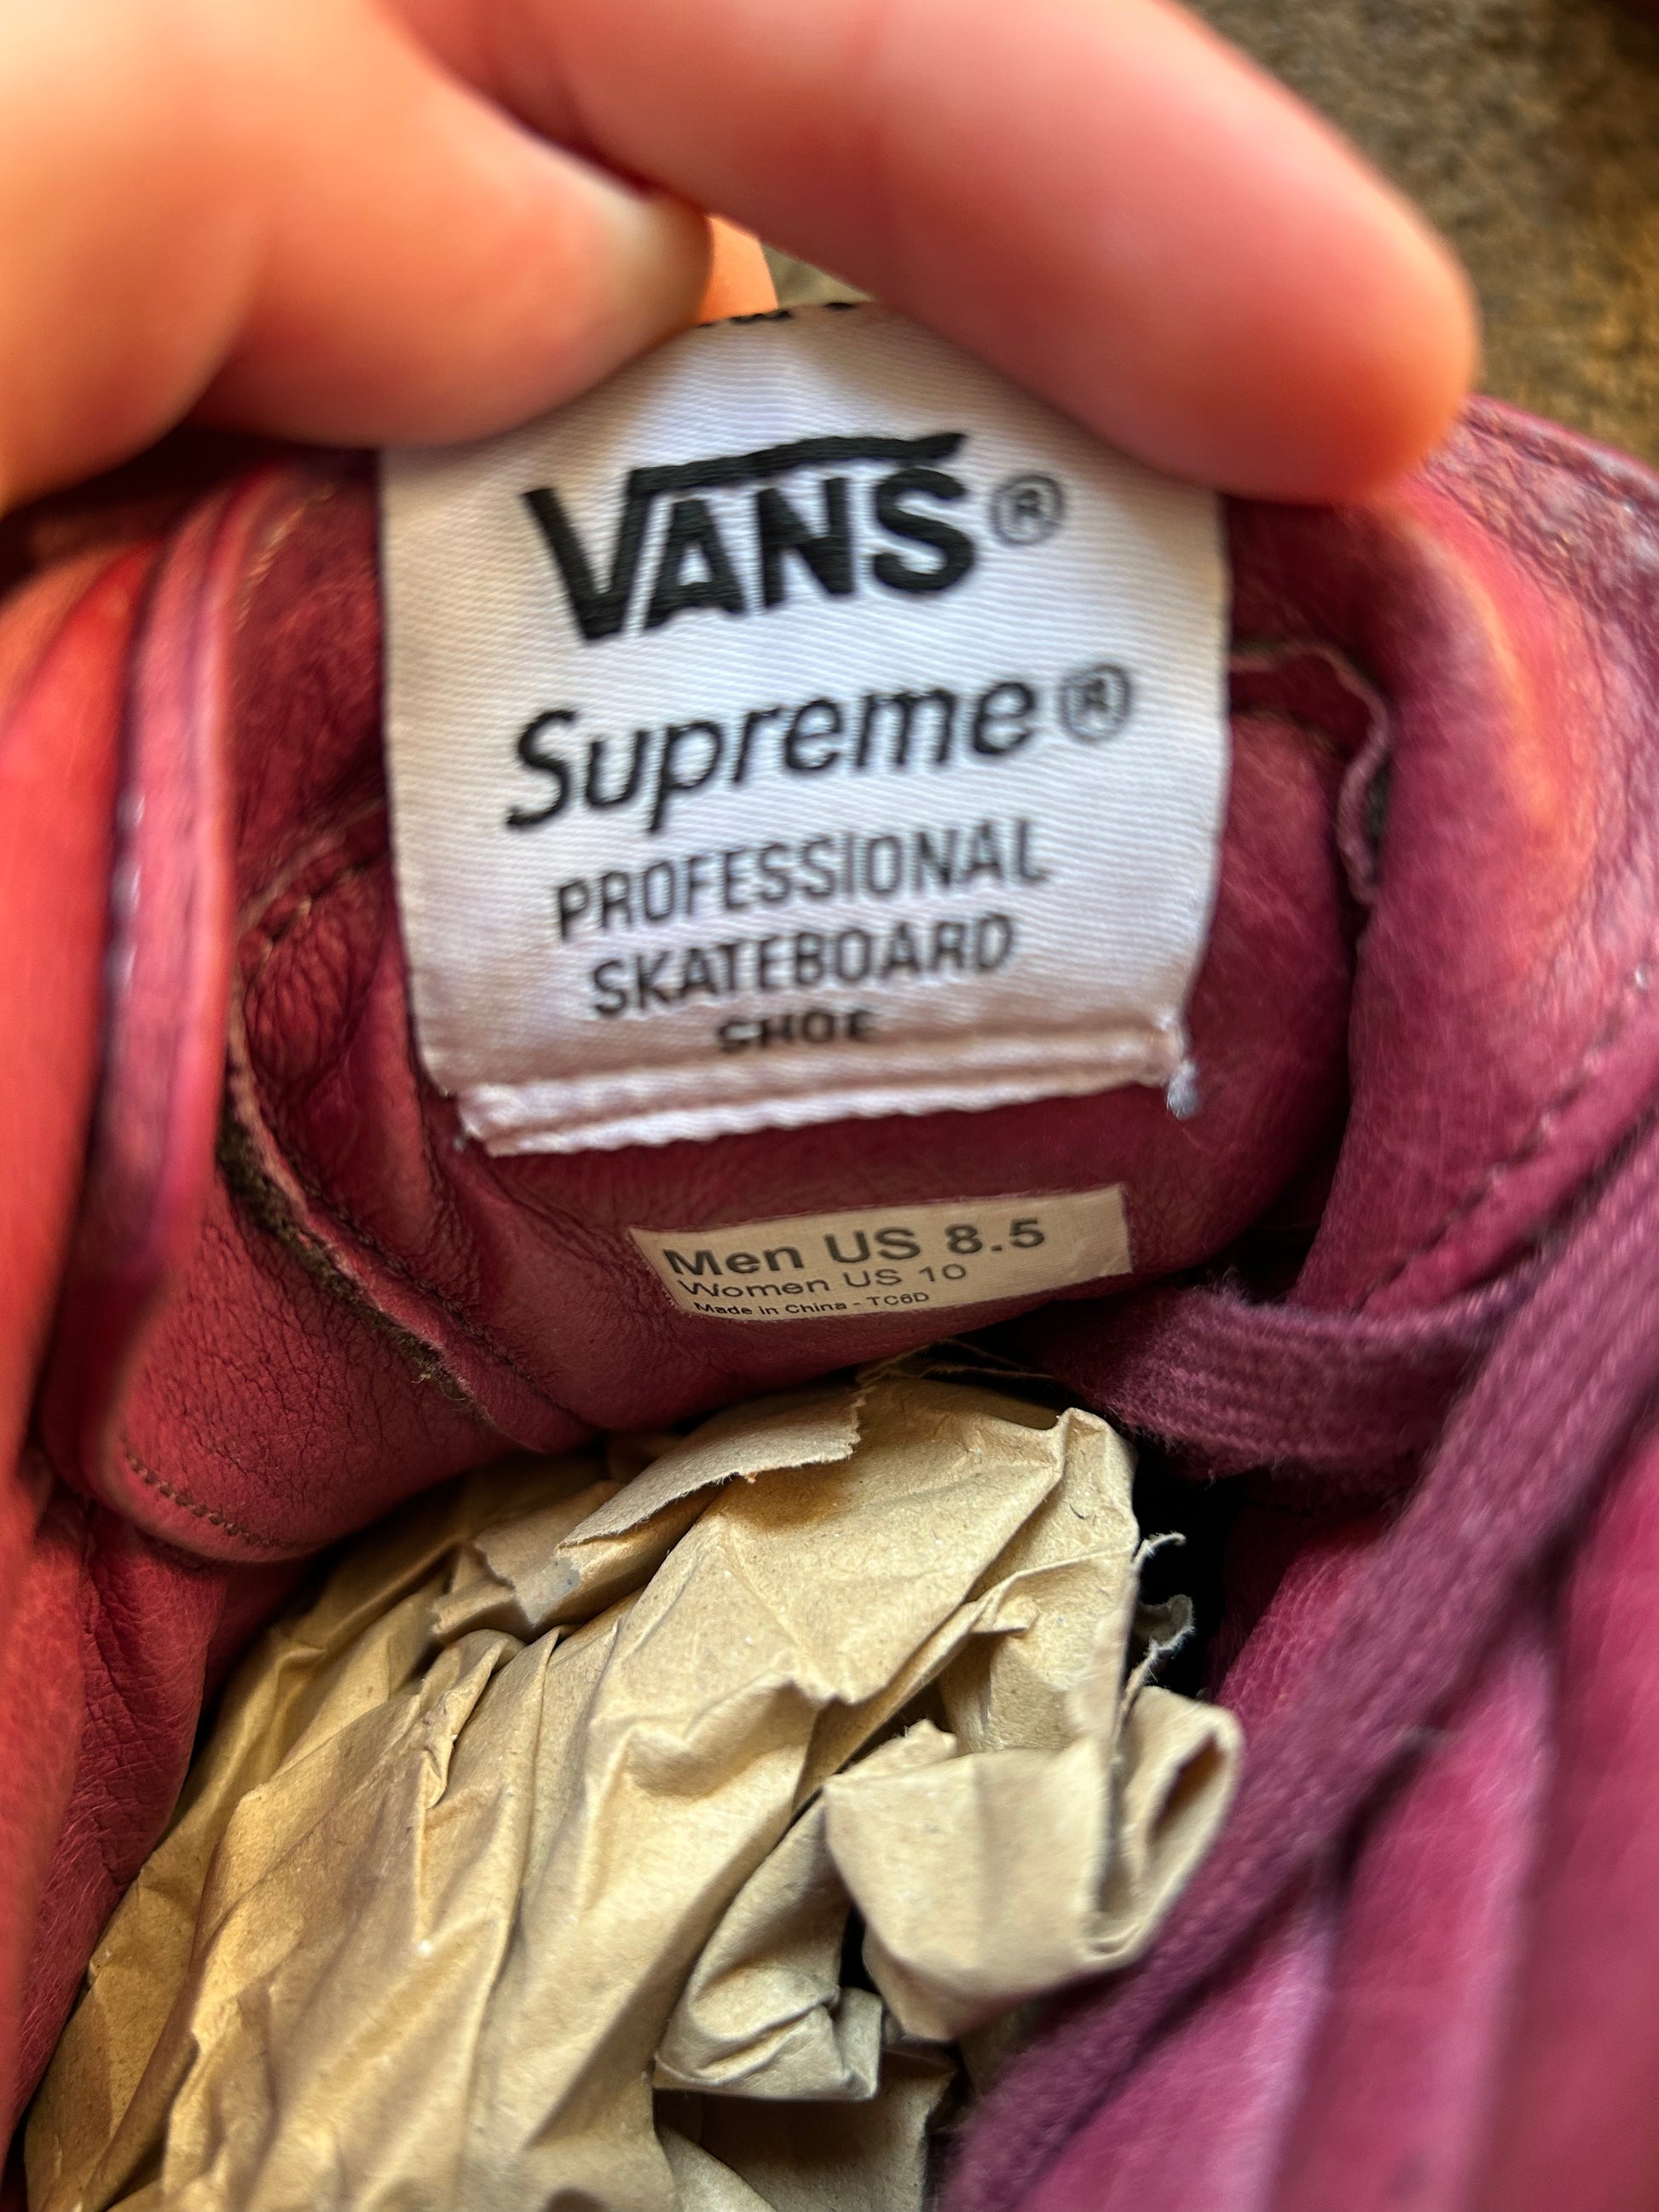 VANS®
Supreme®
PROFESSIONAL
SKATEBOARD
SHOE
Men US 8.5
Women US 10
Made in China - TC6D